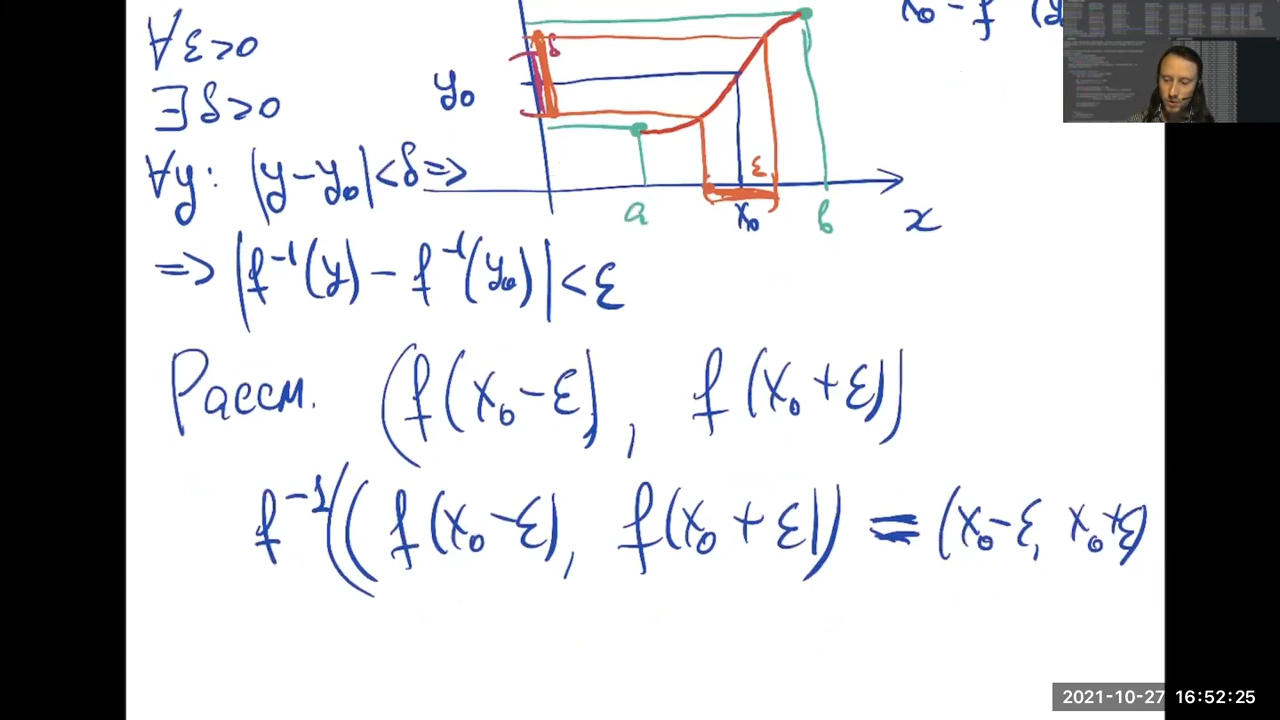 ∀ε>0
∃δ>0
∀y: |y−y₀|<δ=>
=> |f⁻¹(y) − f⁻¹(y₀)| < ε
x₀ − f
y₀
δ
ε
a
x₀
b
x
Рассм. (f(x₀−ε), f(x₀+ε))
f⁻¹((f(x₀−ε), f(x₀+ε)) = (x₀−ε, x₀+ε)
2021-10-27 16:52:25